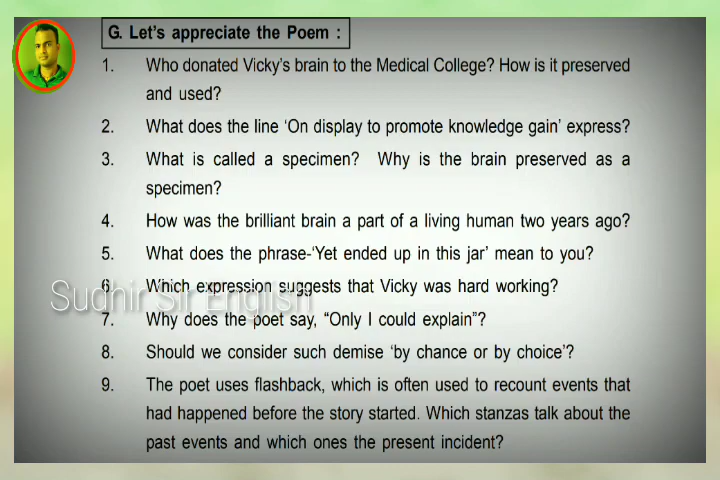 G. Let's appreciate the Poem :
1. Who donated Vicky's brain to the Medical College? How is it preserved
and used?
2. What does the line 'On display to promote knowledge gain' express?
3. What is called a specimen? Why is the brain preserved as a
specimen?
4. How was the brilliant brain a part of a living human two years ago?
5. What does the phrase-'Yet ended up in this jar' mean to you?
6. Which expression suggests that Vicky was hard working?
Sudhir Sir English
7. Why does the poet say, "Only I could explain"?
8. Should we consider such demise 'by chance or by choice'?
9. The poet uses flashback, which is often used to recount events that
had happened before the story started. Which stanzas talk about the
past events and which ones the present incident?